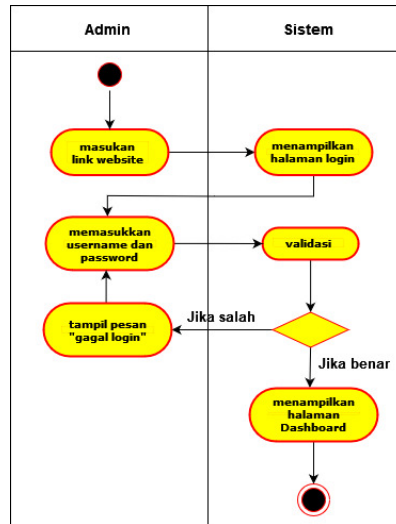 Admin
Sistem
masukan
link website
menampilkan
halaman login
memasukkan
username dan
password
validasi
tampil pesan
"gagal login"
Jika salah
Jika benar
menampilkan
halaman
Dashboard